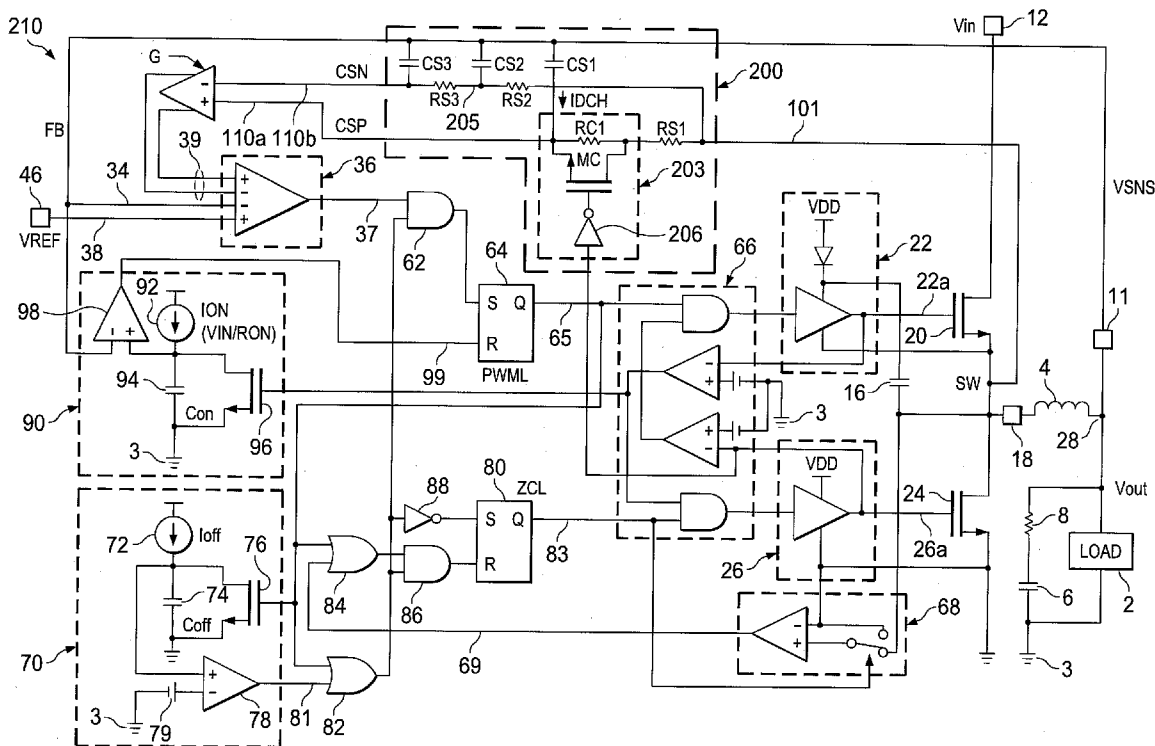 210
G
CSN
CS3
CS2
CS1
200
Vin
12
RS3
205
RS2
IDCH
FB
110a
110b
CSP
RC1
RS1
101
39
36
MC
203
VSNS
46
34
VREF
38
37
62
206
VDD
22
64
66
22a
S
Q
R
65
20
11
92
ION
(VIN/RON)
98
99
PWML
SW
4
94
16
Con
90
96
3
3
18
28
80
ZCL
VDD
24
Vout
88
S
Q
R
83
72
Ioff
76
26a
8
LOAD
84
86
26
2
74
Coff
6
68
70
69
3
3
79
78
81
82